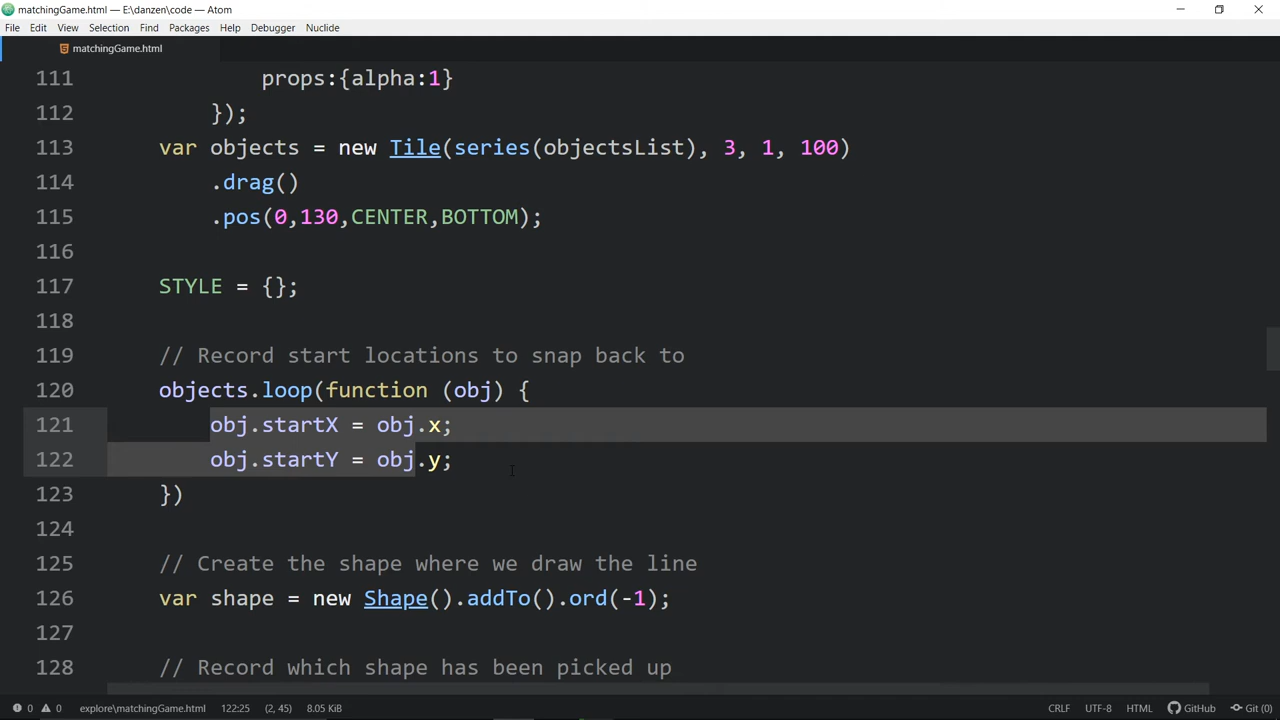 matchingGame.html — E:\danzen\code — Atom
File Edit View Selection Find Packages Help Debugger Nuclide
matchingGame.html
111 props:{alpha:1}
112 });
113 var objects = new Tile(series(objectsList), 3, 1, 100)
114 .drag()
115 .pos(0,130,CENTER,BOTTOM);
116
117 STYLE = {};
118
119 // Record start locations to snap back to
120 objects.loop(function (obj) {
121 obj.startX = obj.x;
122 obj.startY = obj.y;
123 })
124
125 // Create the shape where we draw the line
126 var shape = new Shape().addTo().ord(-1);
127
128 // Record which shape has been picked up
0 0 explore\matchingGame.html 122:25 (2, 45) 8.05 KiB CRLF UTF-8 HTML GitHub Git (0)